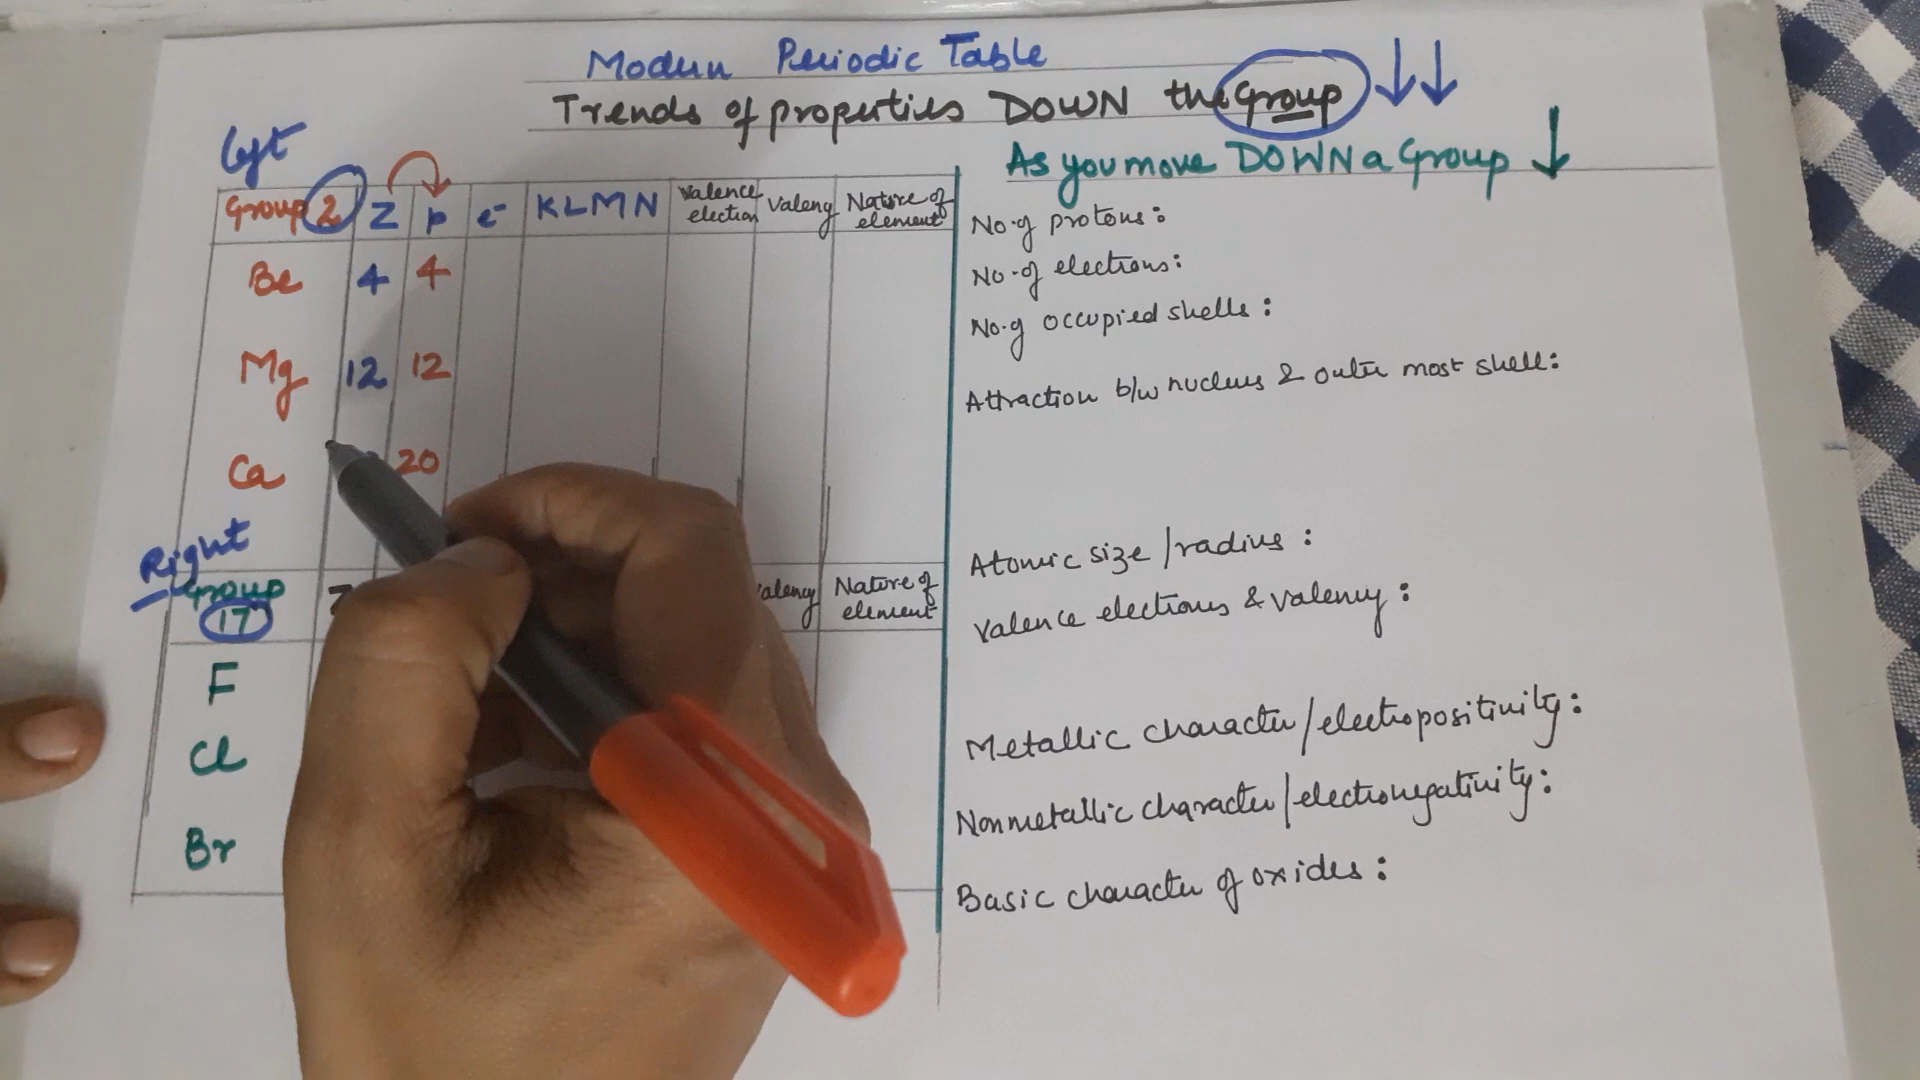 Modern Periodic Table
Trends of properties DOWN the Group
Left
As you move DOWN a Group
Group 2 Z p e- K L M N Valence electron Valency Nature of element
Be 4 4
Mg 12 12
Ca 20
Right
Group 17 Z Valency Nature of element
F
Cl
Br
No. of protons:
No. of electrons:
No. of occupied shells:
Attraction b/w nucleus & outer most shell:
Atomic size/radius:
Valence electrons & valency:
Metallic character/electropositivity:
Nonmetallic character/electronegativity:
Basic character of oxides: